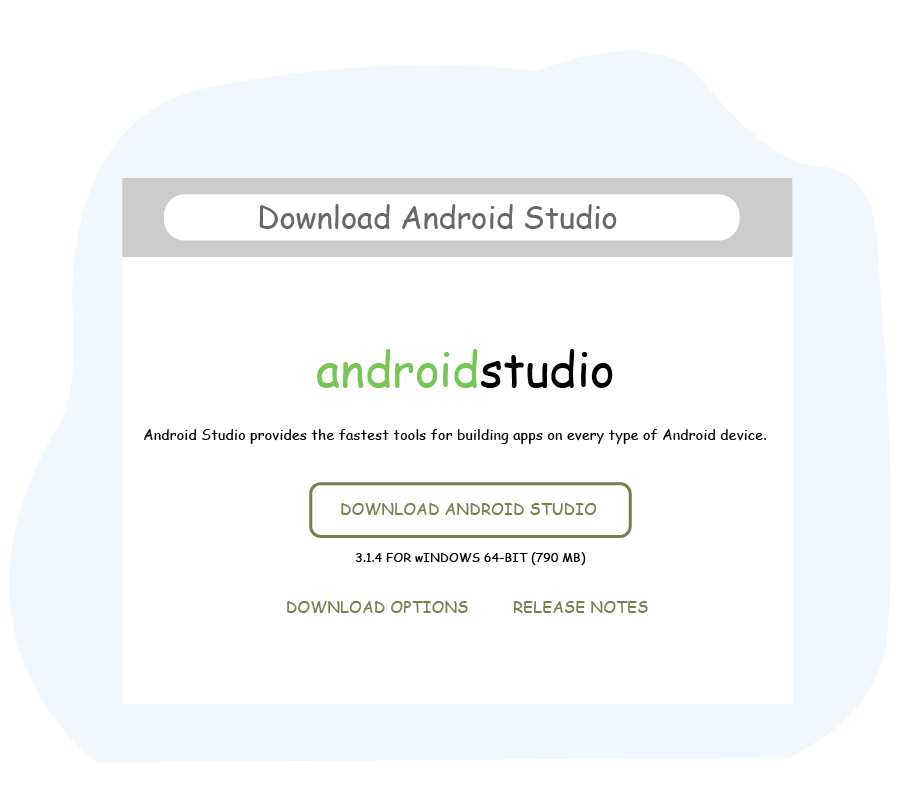 Download Android Studio
androidstudio
Android Studio provides the fastest tools for building apps on every type of Android device.
DOWNLOAD ANDROID STUDIO
3.1.4 FOR wINDOWS 64-BIT (790 MB)
DOWNLOAD OPTIONS RELEASE NOTES